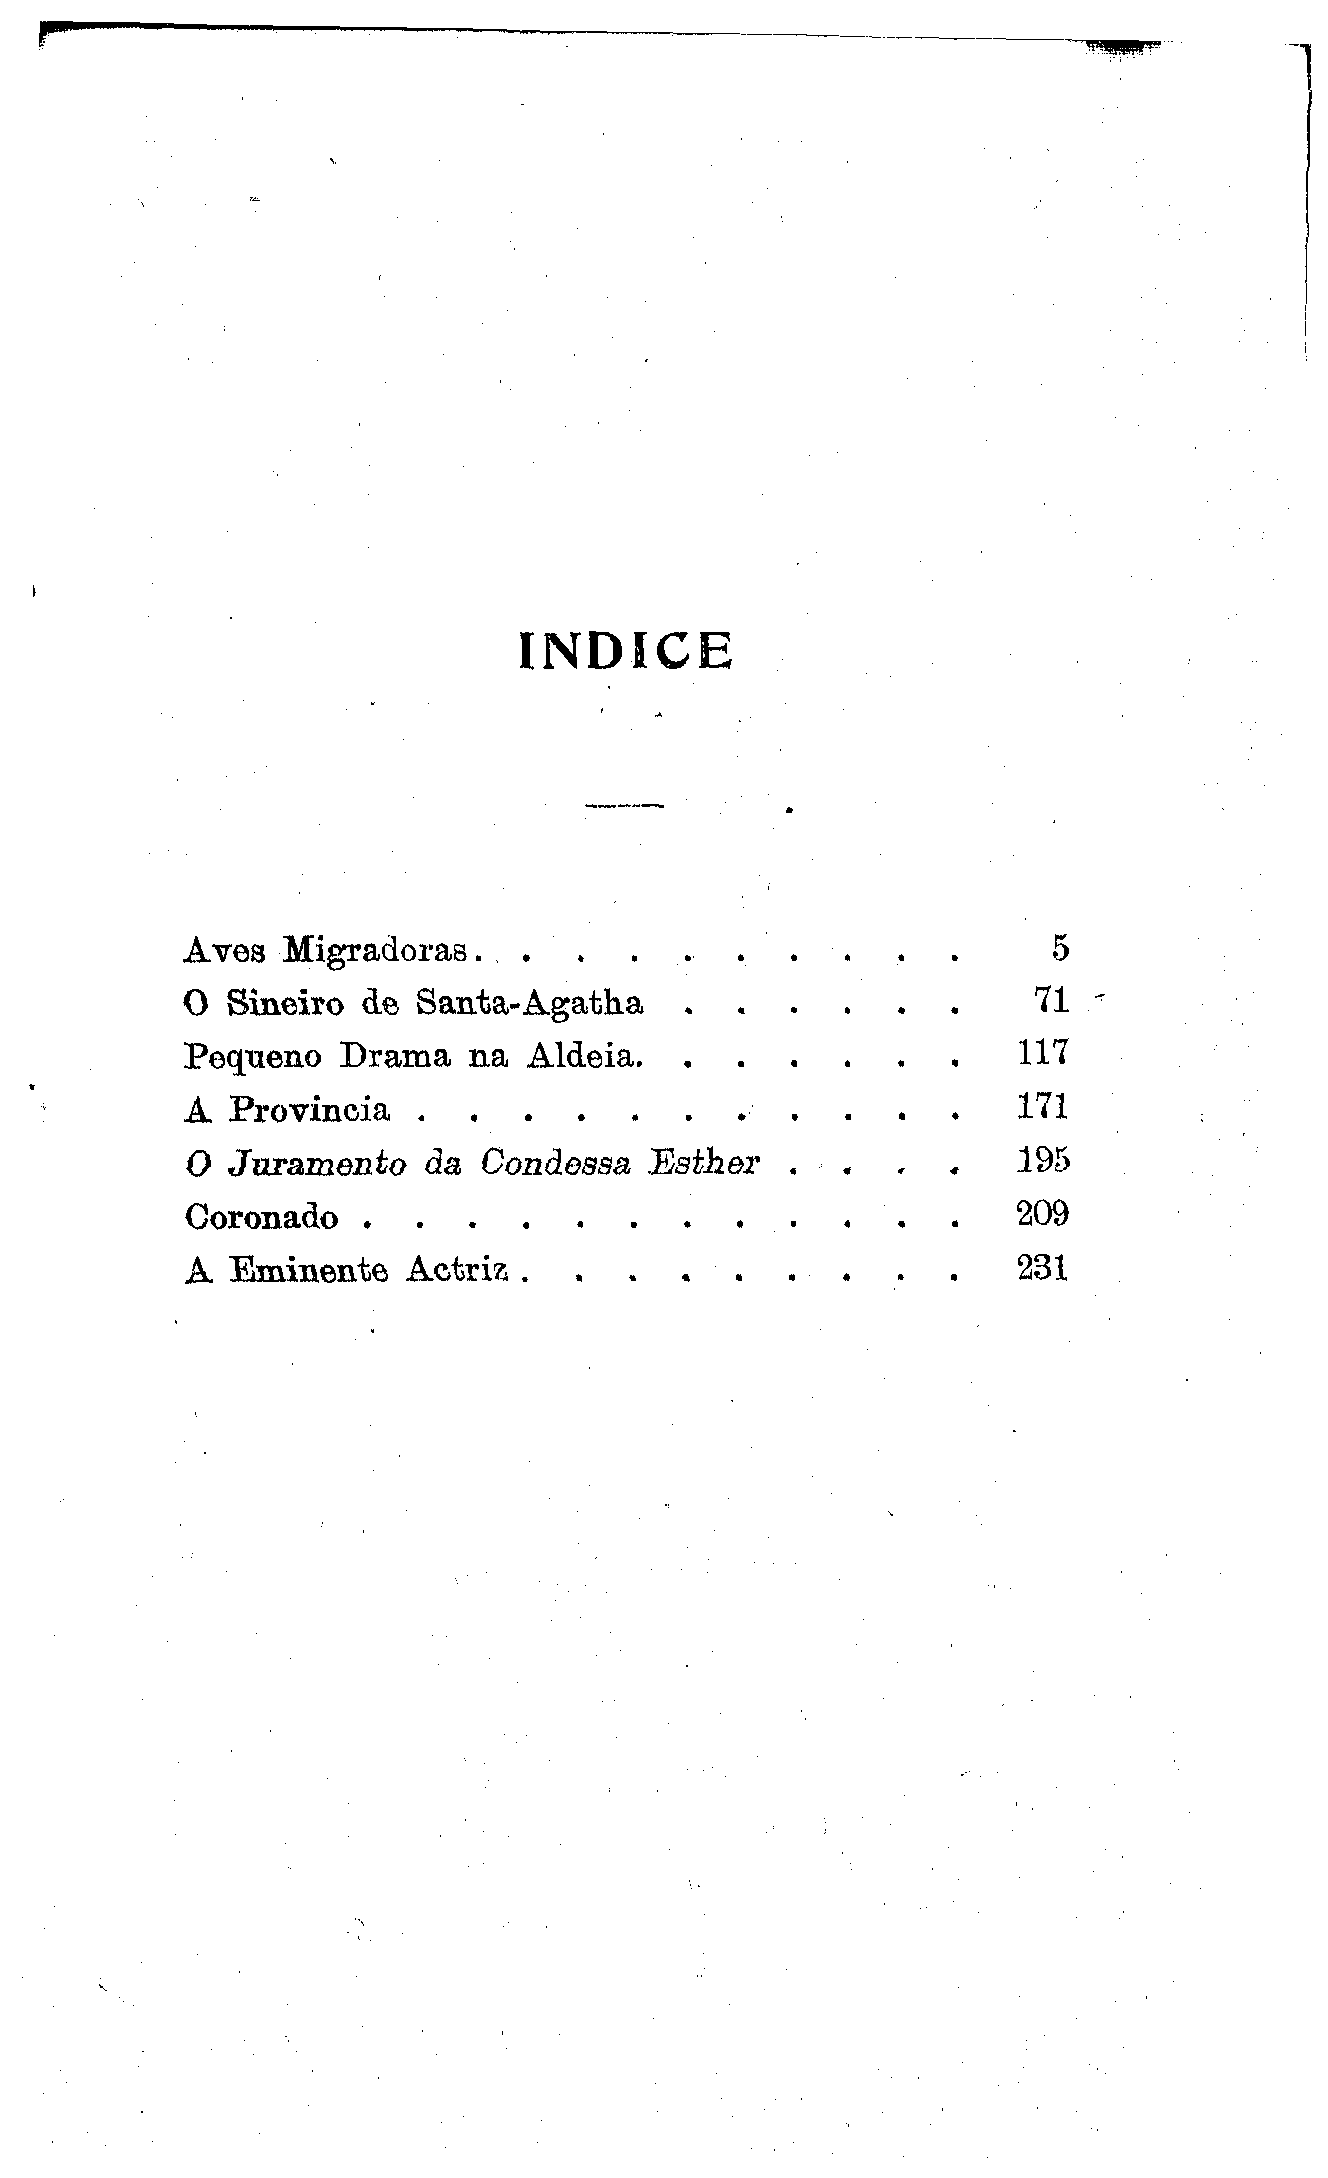 INDICE
Aves Migradoras. . . . . . . . . . 5
O Sineiro de Santa-Agatha . . . . . . 71
Pequeno Drama na Aldeia. . . . . . . 117
A Provincia . . . . . . . . . . . 171
O Juramento da Condessa Esther . . . . 195
Coronado . . . . . . . . . . . . 209
A Eminente Actriz . . . . . . . . . 231